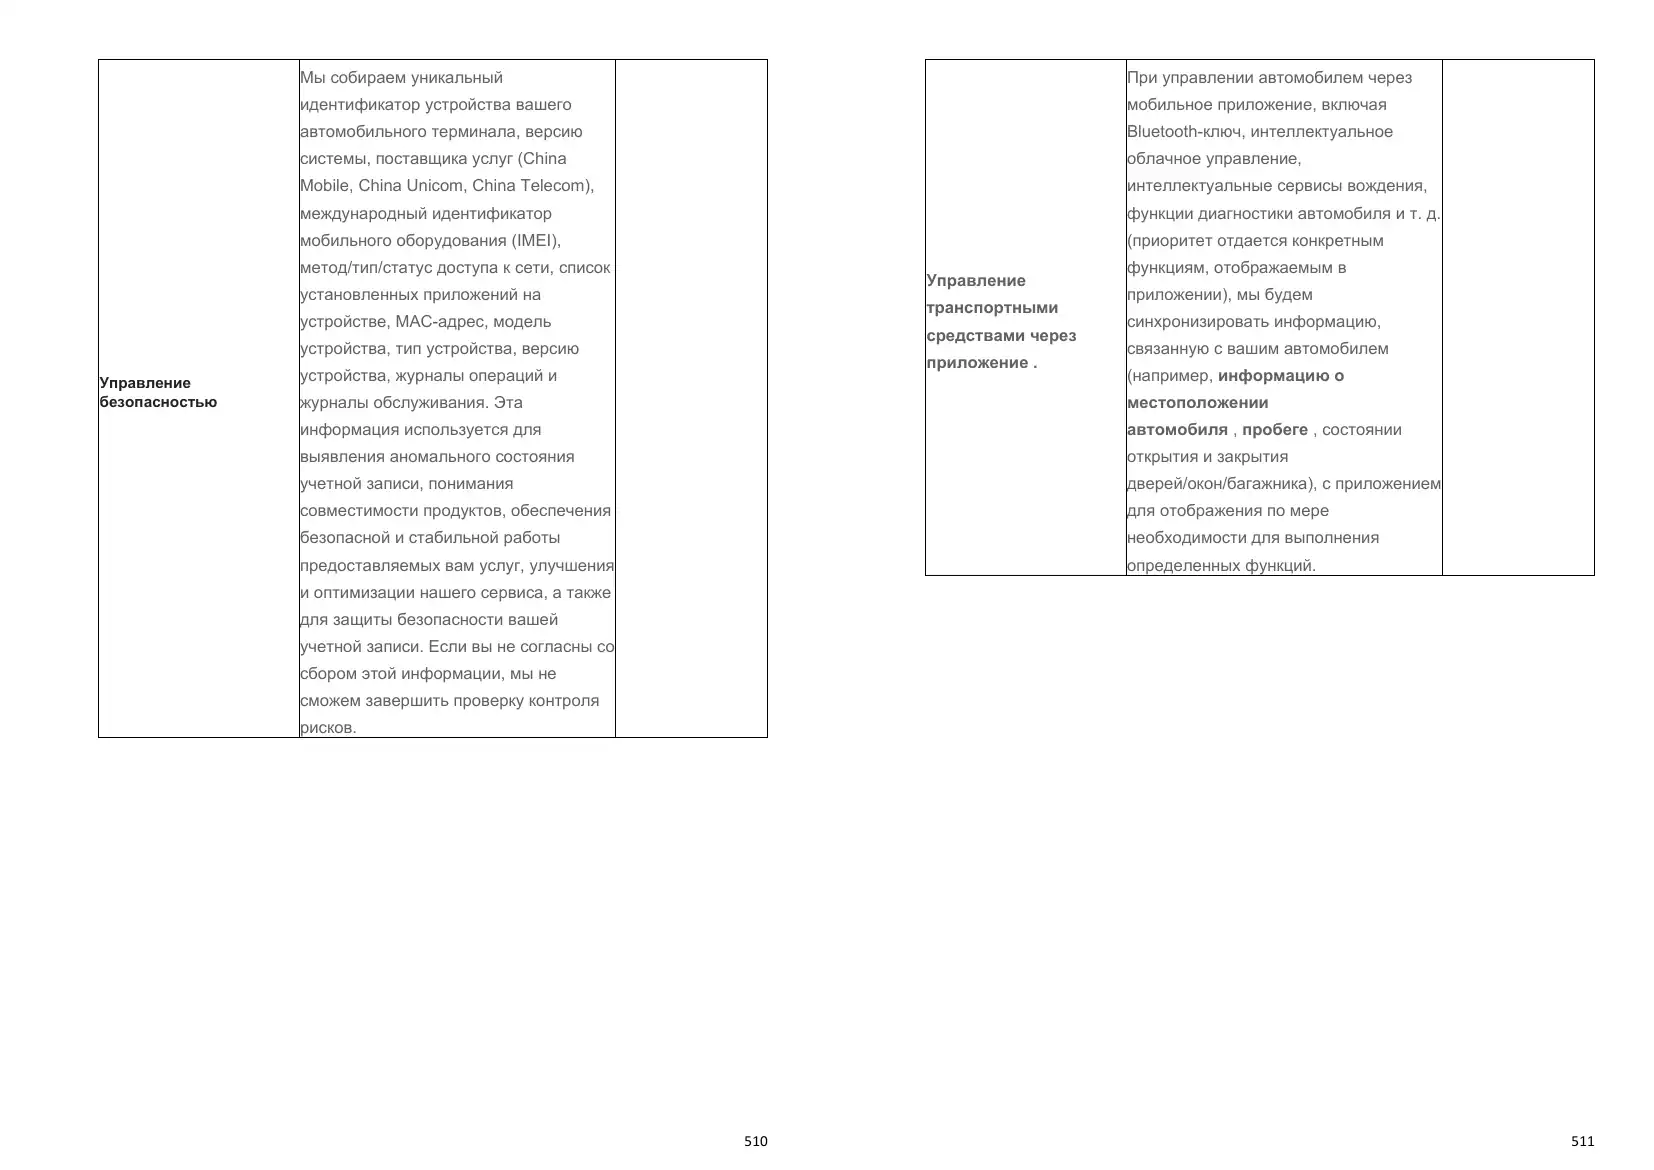 Управление
безопасностью
Мы собираем уникальный
идентификатор устройства вашего
автомобильного терминала, версию
системы, поставщика услуг (China
Mobile, China Unicom, China Telecom),
международный идентификатор
мобильного оборудования (IMEI),
метод/тип/статус доступа к сети, список
установленных приложений на
устройстве, MAC-адрес, модель
устройства, тип устройства, версию
устройства, журналы операций и
журналы обслуживания. Эта
информация используется для
выявления аномального состояния
учетной записи, понимания
совместимости продуктов, обеспечения
безопасной и стабильной работы
предоставляемых вам услуг, улучшения
и оптимизации нашего сервиса, а также
для защиты безопасности вашей
учетной записи. Если вы не согласны со
сбором этой информации, мы не
сможем завершить проверку контроля
рисков.
510
Управление
транспортными
средствами через
приложение .
При управлении автомобилем через
мобильное приложение, включая
Bluetooth-ключ, интеллектуальное
облачное управление,
интеллектуальные сервисы вождения,
функции диагностики автомобиля и т. д.
(приоритет отдается конкретным
функциям, отображаемым в
приложении), мы будем
синхронизировать информацию,
связанную с вашим автомобилем
(например, информацию о
местоположении
автомобиля , пробеге , состоянии
открытия и закрытия
дверей/окон/багажника), с приложением
для отображения по мере
необходимости для выполнения
определенных функций.
511